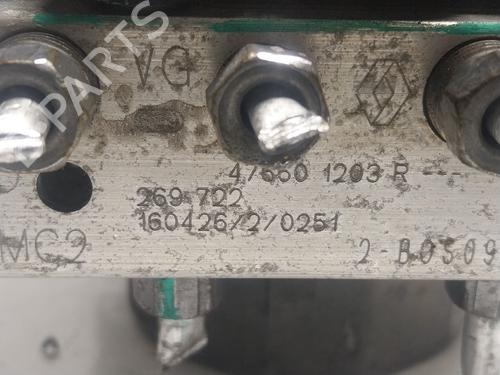 B-PARTS
VG
47660 1203 R ---
269 722
160426/2/0251
MC2
2-B0509